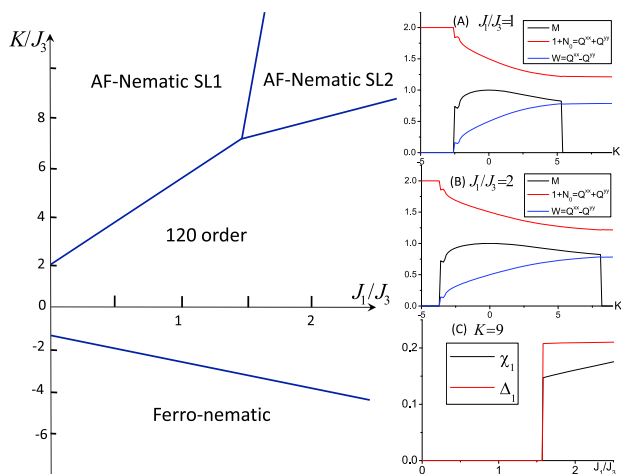 K/J₃
AF-Nematic SL1
AF-Nematic SL2
8
6
4
120 order
2
0
J₁/J₃
1
2
-2
-4
Ferro-nematic
-6
(A) J₁/J₃=1
M
1+N₀=Qˣˣ+Qʸʸ
W=Qˣˣ-Qʸʸ
2.0
1.5
1.0
0.5
0.0
-5
0
5
K
(B) J₁/J₃=2
M
1+N₀=Qˣˣ+Qʸʸ
W=Qˣˣ-Qʸʸ
2.0
1.5
1.0
0.5
0.0
-5
0
5
K
(C) K=9
χ₁
Δ₁
0.2
0.1
0.0
0
1
2
J₁/J₃